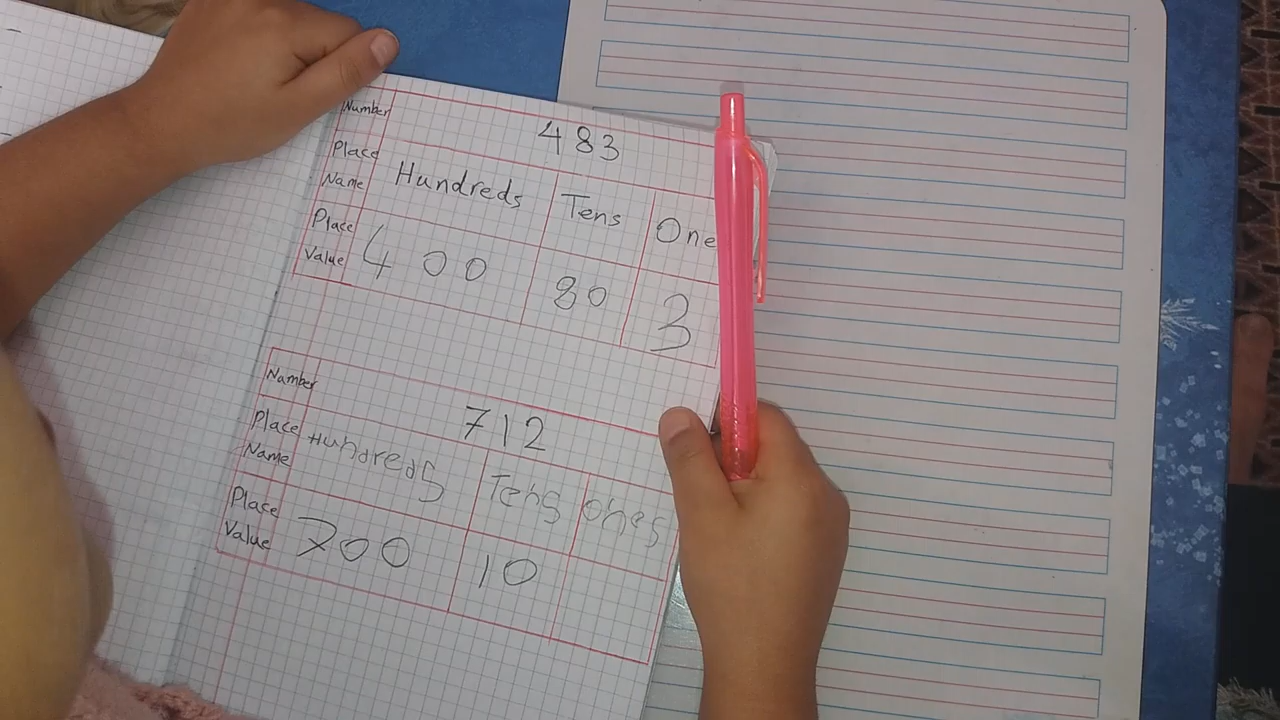 Number 483
Place Name Hundreds Tens One
Place Value 400 80 3
Number 712
Place Name Hundreds Tens ones
Place Value 700 10